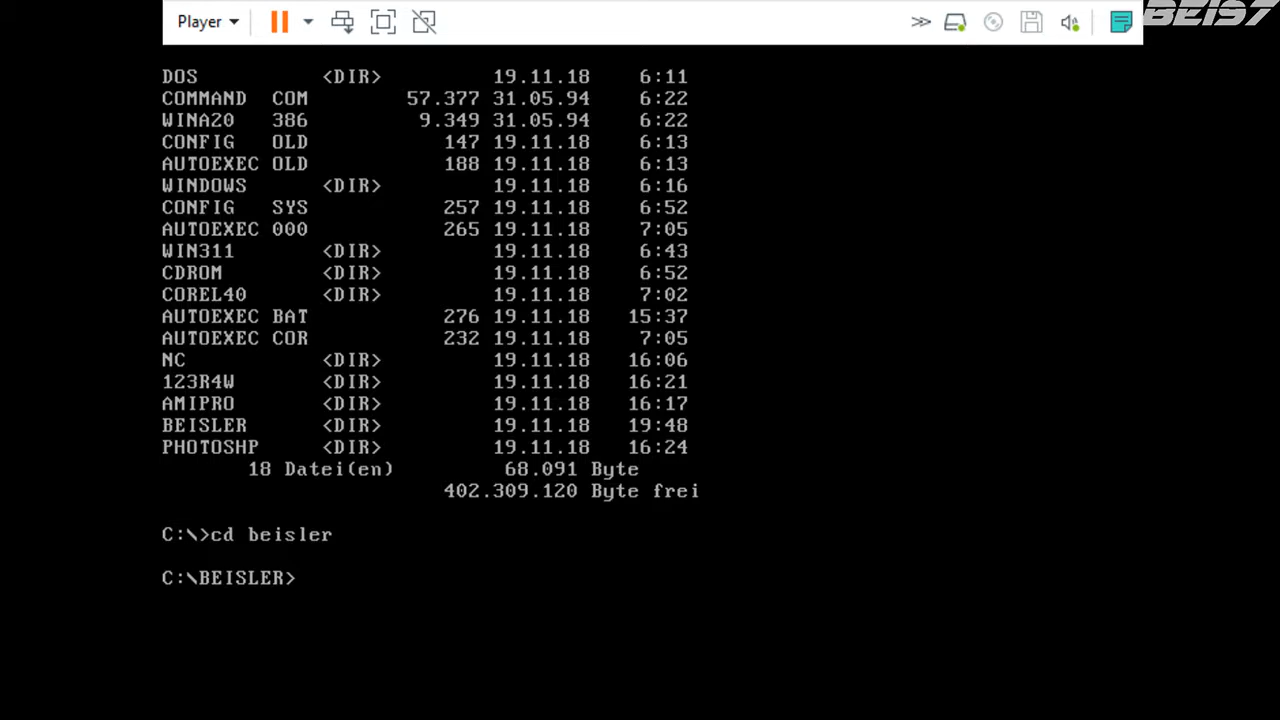 Player
BEI97
DOS <DIR> 19.11.18 6:11
COMMAND COM 57.377 31.05.94 6:22
WINA20 386 9.349 31.05.94 6:22
CONFIG OLD 147 19.11.18 6:13
AUTOEXEC OLD 188 19.11.18 6:13
WINDOWS <DIR> 19.11.18 6:16
CONFIG SYS 257 19.11.18 6:52
AUTOEXEC 000 265 19.11.18 7:05
WIN311 <DIR> 19.11.18 6:43
CDROM <DIR> 19.11.18 6:52
COREL40 <DIR> 19.11.18 7:02
AUTOEXEC BAT 276 19.11.18 15:37
AUTOEXEC COR 232 19.11.18 7:05
NC <DIR> 19.11.18 16:06
123R4W <DIR> 19.11.18 16:21
AMIPRO <DIR> 19.11.18 16:17
BEISLER <DIR> 19.11.18 19:48
PHOTOSHP <DIR> 19.11.18 16:24
18 Datei(en) 68.091 Byte
402.309.120 Byte frei
C:\>cd beisler
C:\BEISLER>